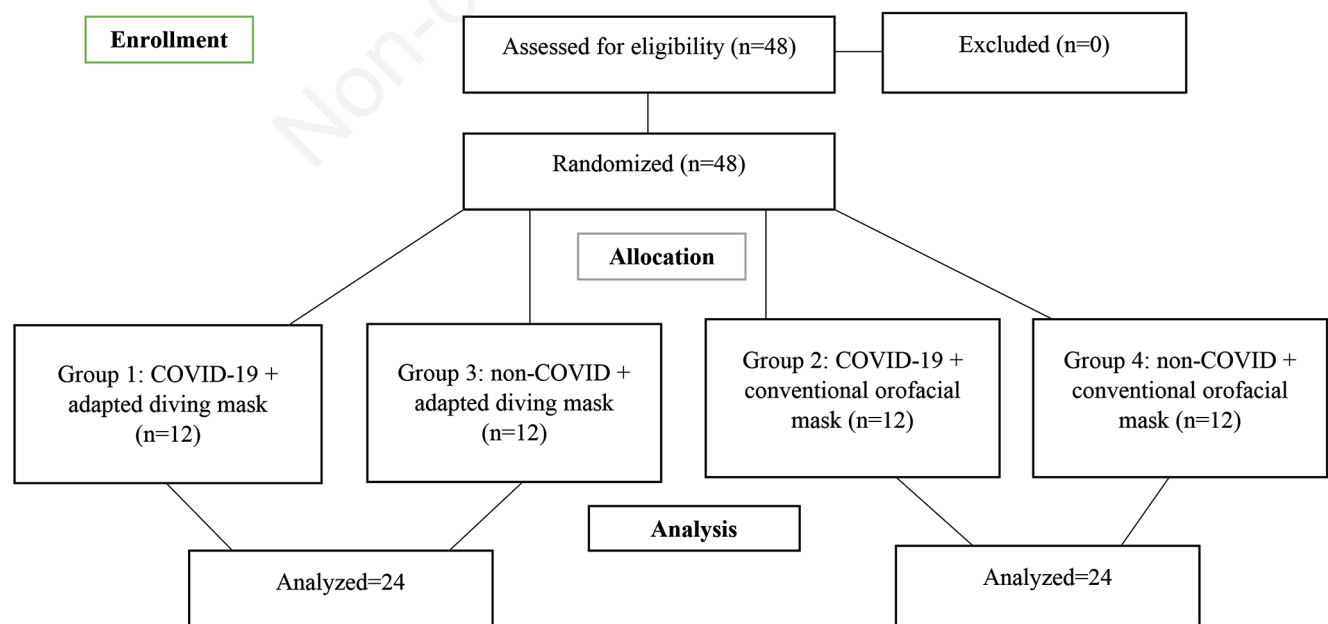 Enrollment
Assessed for eligibility (n=48)
Excluded (n=0)
Randomized (n=48)
Allocation
Group 1: COVID-19 +
adapted diving mask
(n=12)
Group 3: non-COVID +
adapted diving mask
(n=12)
Group 2: COVID-19 +
conventional orofacial
mask (n=12)
Group 4: non-COVID +
conventional orofacial
mask (n=12)
Analysis
Analyzed=24
Analyzed=24
Non-c